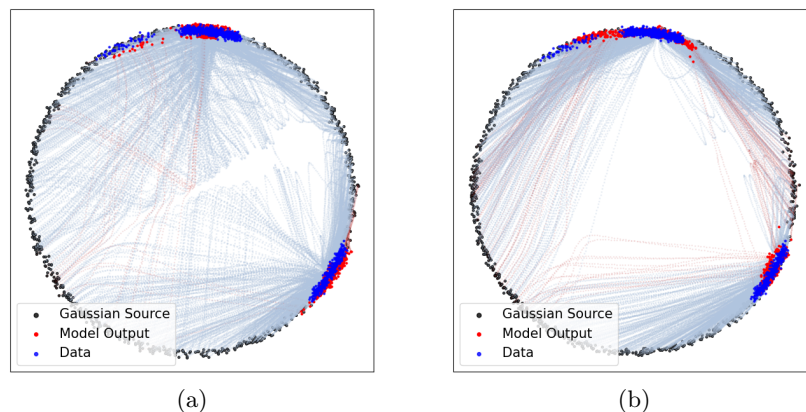 Gaussian Source
Model Output
Data
Gaussian Source
Model Output
Data
(a)
(b)